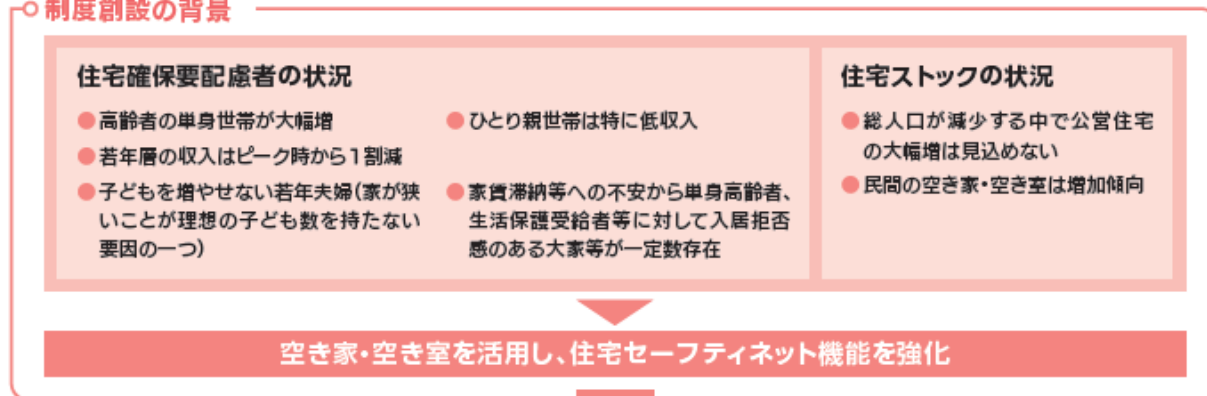 制度創設の背景
住宅確保要配慮者の状況
●高齢者の単身世帯が大幅増
●若年層の収入はピーク時から1割減
●子どもを増やせない若年夫婦(家が狭
いことが理想の子ども数を持たない
要因の一つ)
●ひとり親世帯は特に低収入
●家賃滞納等への不安から単身高齢者、
生活保護受給者等に対して入居拒否
感のある大家等が一定数存在
住宅ストックの状況
●総人口が減少する中で公営住宅
の大幅増は見込めない
●民間の空き家・空き室は増加傾向
空き家・空き室を活用し、住宅セーフティネット機能を強化